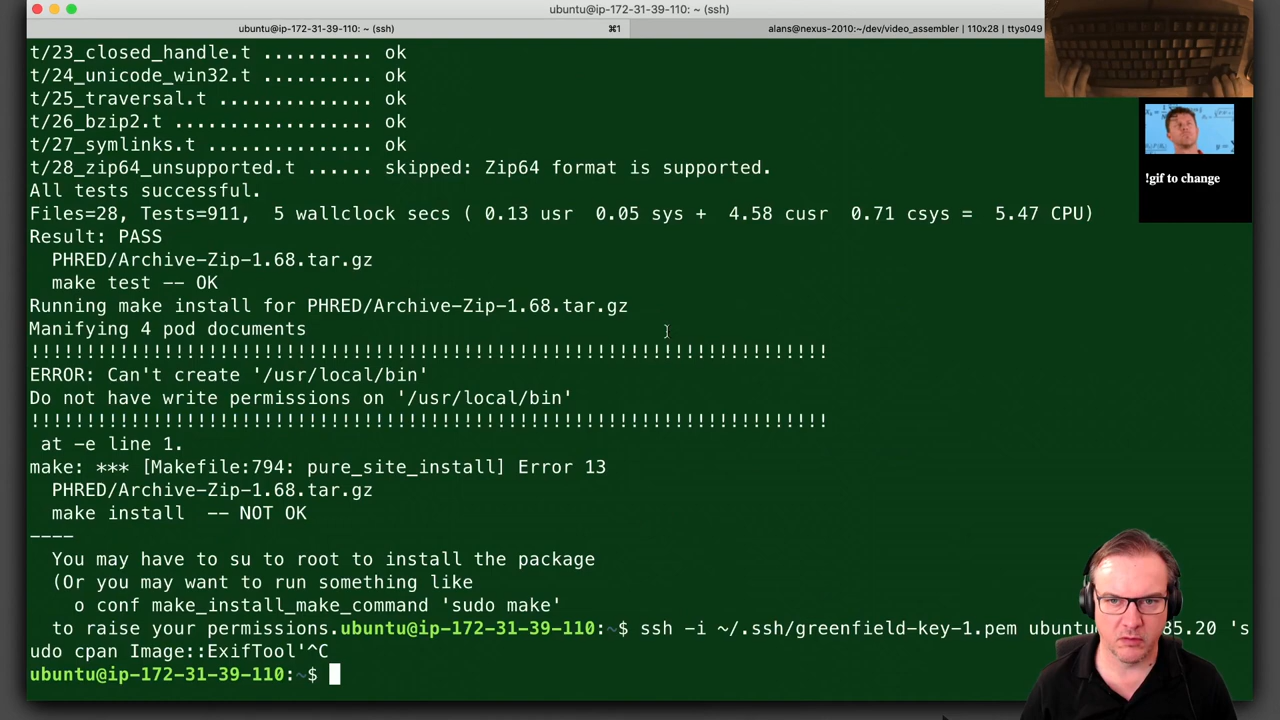 ubuntu@ip-172-31-39-110: ~ (ssh)
ubuntu@ip-172-31-39-110: ~ (ssh)
⌘1
alans@nexus-2010:~/dev/video_assembler | 110x28 | ttys049
t/23_closed_handle.t .......... ok
t/24_unicode_win32.t .......... ok
t/25_traversal.t .............. ok
t/26_bzip2.t .................. ok
t/27_symlinks.t ............... ok
t/28_zip64_unsupported.t ...... skipped: Zip64 format is supported.
All tests successful.
Files=28, Tests=911,  5 wallclock secs ( 0.13 usr  0.05 sys +  4.58 cusr  0.71 csys =  5.47 CPU)
Result: PASS
  PHRED/Archive-Zip-1.68.tar.gz
  make test -- OK
Running make install for PHRED/Archive-Zip-1.68.tar.gz
Manifying 4 pod documents
!!!!!!!!!!!!!!!!!!!!!!!!!!!!!!!!!!!!!!!!!!!!!!!!!!!!!!!!!!!!!!!!!!!!!!!!
ERROR: Can't create '/usr/local/bin'
Do not have write permissions on '/usr/local/bin'
!!!!!!!!!!!!!!!!!!!!!!!!!!!!!!!!!!!!!!!!!!!!!!!!!!!!!!!!!!!!!!!!!!!!!!!!
 at -e line 1.
make: *** [Makefile:794: pure_site_install] Error 13
  PHRED/Archive-Zip-1.68.tar.gz
  make install  -- NOT OK
----
  You may have to su to root to install the package
  (Or you may want to run something like
    o conf make_install_make_command 'sudo make'
  to raise your permissions.ubuntu@ip-172-31-39-110:~$ ssh -i ~/.ssh/greenfield-key-1.pem ubuntu 85.20 's
udo cpan Image::ExifTool'^C
ubuntu@ip-172-31-39-110:~$
!gif to change